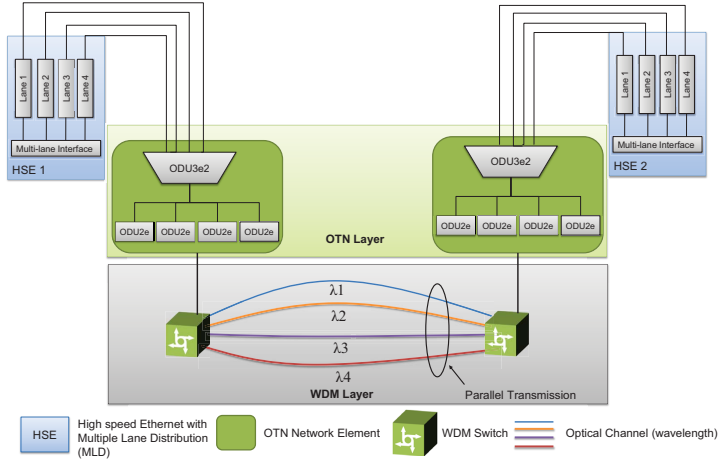 Lane 1
Lane 2
Lane 3
Lane 4
Multi-lane Interface
HSE 1
Lane 1
Lane 2
Lane 3
Lane 4
Multi-lane Interface
HSE 2
ODU3e2
ODU2e
ODU2e
ODU2e
ODU2e
OTN Layer
ODU3e2
ODU2e
ODU2e
ODU2e
ODU2e
λ1
λ2
λ3
λ4
WDM Layer
Parallel Transmission
HSE
High speed Ethernet with
Multiple Lane Distribution
(MLD)
OTN Network Element
WDM Switch
Optical Channel (wavelength)